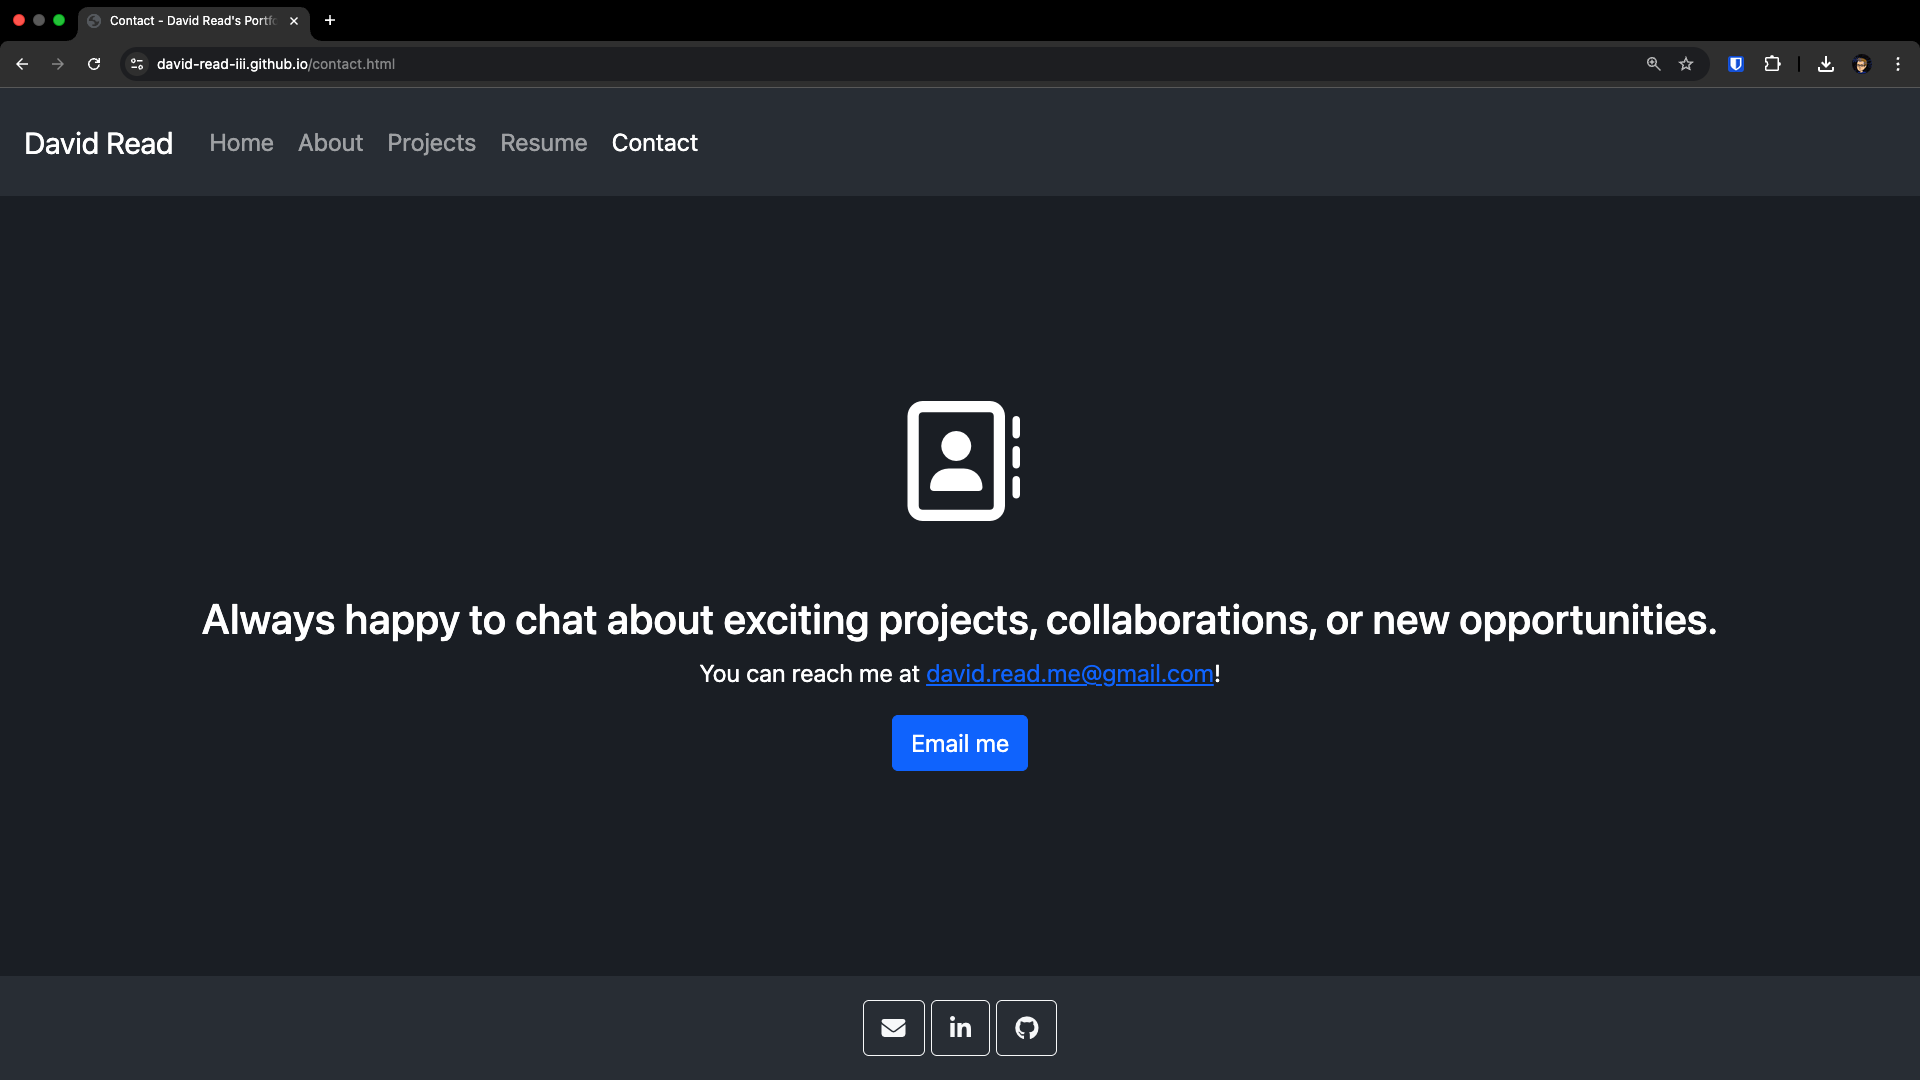 Contact - David Read's Portfo
david-read-iii.github.io/contact.html
David Read Home About Projects Resume Contact
Always happy to chat about exciting projects, collaborations, or new opportunities.
You can reach me at david.read.me@gmail.com!
Email me
in